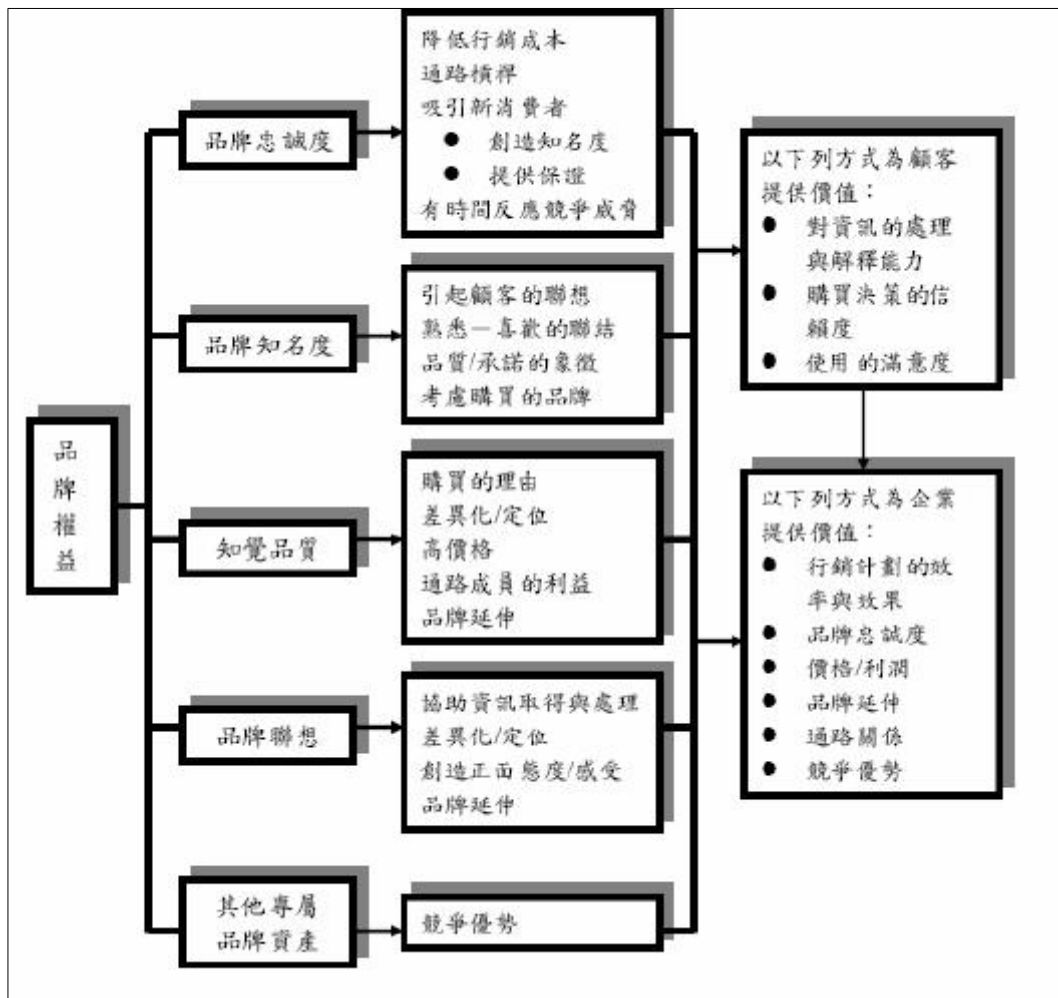 品
牌
權
益
品牌忠誠度
降低行銷成本
通路槓桿
吸引新消費者
● 創造知名度
● 提供保證
有時間反應競爭威脅
品牌知名度
引起顧客的聯想
熟悉－喜歡的聯結
品質/承諾的象徵
考慮購買的品牌
知覺品質
購買的理由
差異化/定位
高價格
通路成員的利益
品牌延伸
品牌聯想
協助資訊取得與處理
差異化/定位
創造正面態度/感受
品牌延伸
其他專屬
品牌資產
競爭優勢
以下列方式為顧客
提供價值：
● 對資訊的處理
與解釋能力
● 購買決策的信
賴度
● 使用的滿意度
以下列方式為企業
提供價值：
● 行銷計劃的效
率與效果
● 品牌忠誠度
● 價格/利潤
● 品牌延伸
● 通路關係
● 競爭優勢